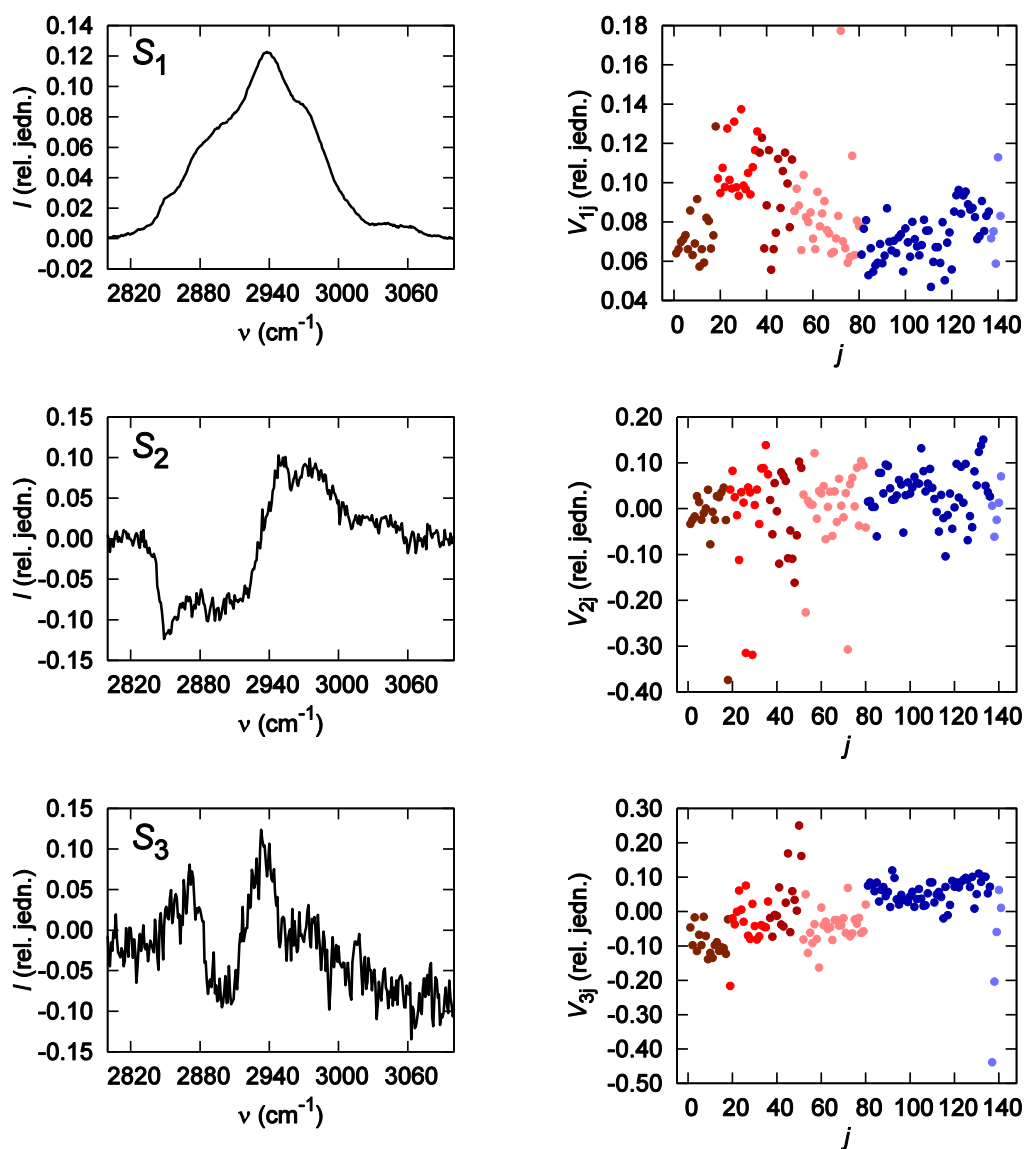 S1
I (rel. jedn.)
0.14
0.12
0.10
0.08
0.06
0.04
0.02
0.00
-0.02
2820 2880 2940 3000 3060
ν (cm-1)
V1j (rel. jedn.)
0.18
0.16
0.14
0.12
0.10
0.08
0.06
0.04
0 20 40 60 80 100 120 140
j
S2
I (rel. jedn.)
0.15
0.10
0.05
0.00
-0.05
-0.10
-0.15
2820 2880 2940 3000 3060
ν (cm-1)
V2j (rel. jedn.)
0.20
0.10
0.00
-0.10
-0.20
-0.30
-0.40
0 20 40 60 80 100 120 140
j
S3
I (rel. jedn.)
0.15
0.10
0.05
0.00
-0.05
-0.10
-0.15
2820 2880 2940 3000 3060
ν (cm-1)
V3j (rel. jedn.)
0.30
0.20
0.10
0.00
-0.10
-0.20
-0.30
-0.40
-0.50
0 20 40 60 80 100 120 140
j